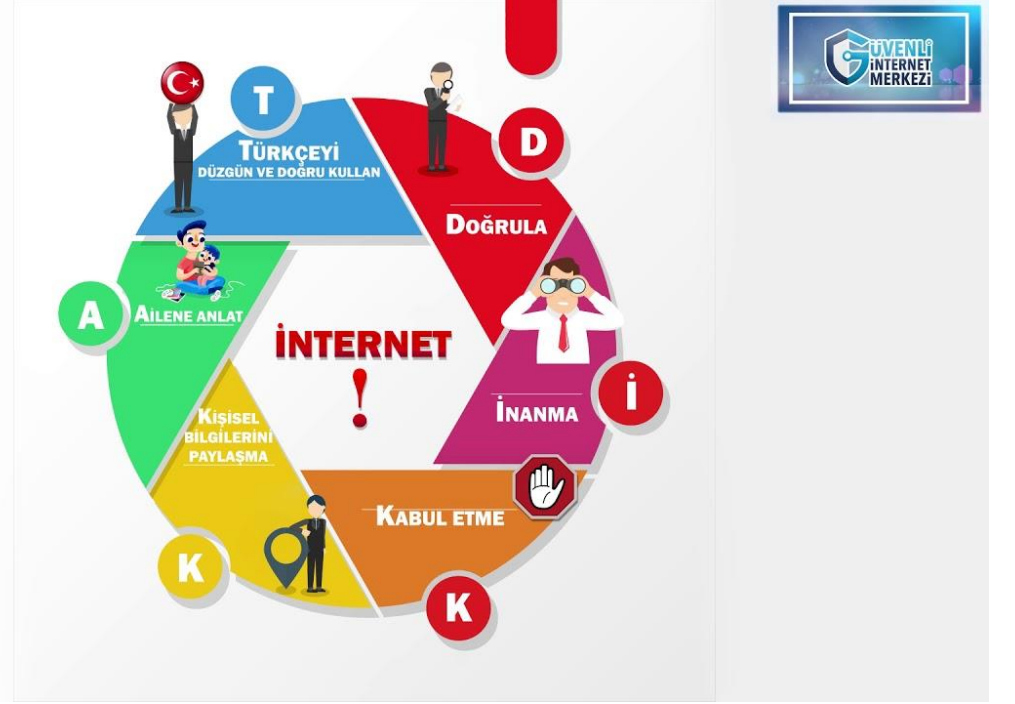 GÜVENLİ
İNTERNET
MERKEZİ
D
DOĞRULA
İ
İNANMA
K
KABUL ETME
K
KİŞİSEL
BİLGİLERİNİ
PAYLAŞMA
A
AİLENE ANLAT
T
TÜRKÇEYİ
DÜZGÜN VE DOĞRU KULLAN
İNTERNET
!